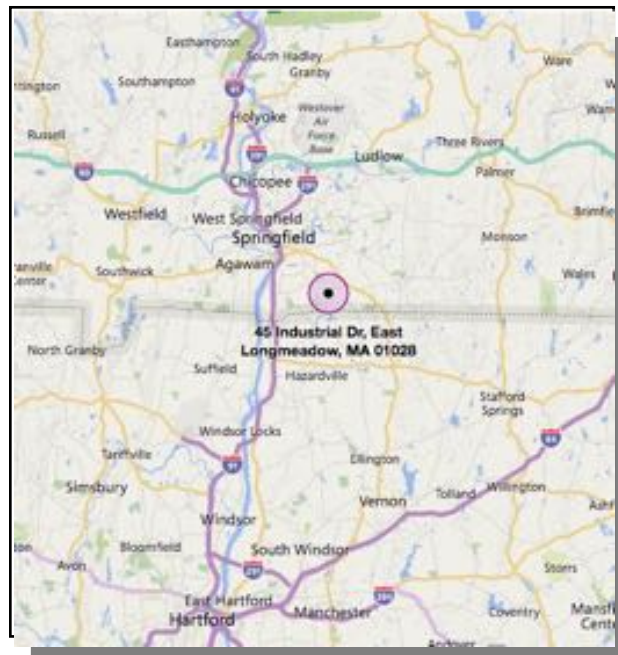 Easthampton
South Hadley
Granby
Ware
Southampton
Holyoke
Westover
Air
Force
Base
Russell
Three Rivers
Ludlow
Palmer
Chicopee
Westfield
West Springfield
Springfield
Monson
Agawam
Southwick
Wales
45 Industrial Dr, East
Longmeadow, MA 01028
North Granby
Suffield
Hazardville
Stafford
Springs
Windsor Locks
Tariffville
91
84
Ellington
Simsbury
Tolland
Willington
Vernon
Windsor
Bloomfield
South Windsor
Avon
Storrs
East Hartford
Hartford
Manchester
Coventry
Andover